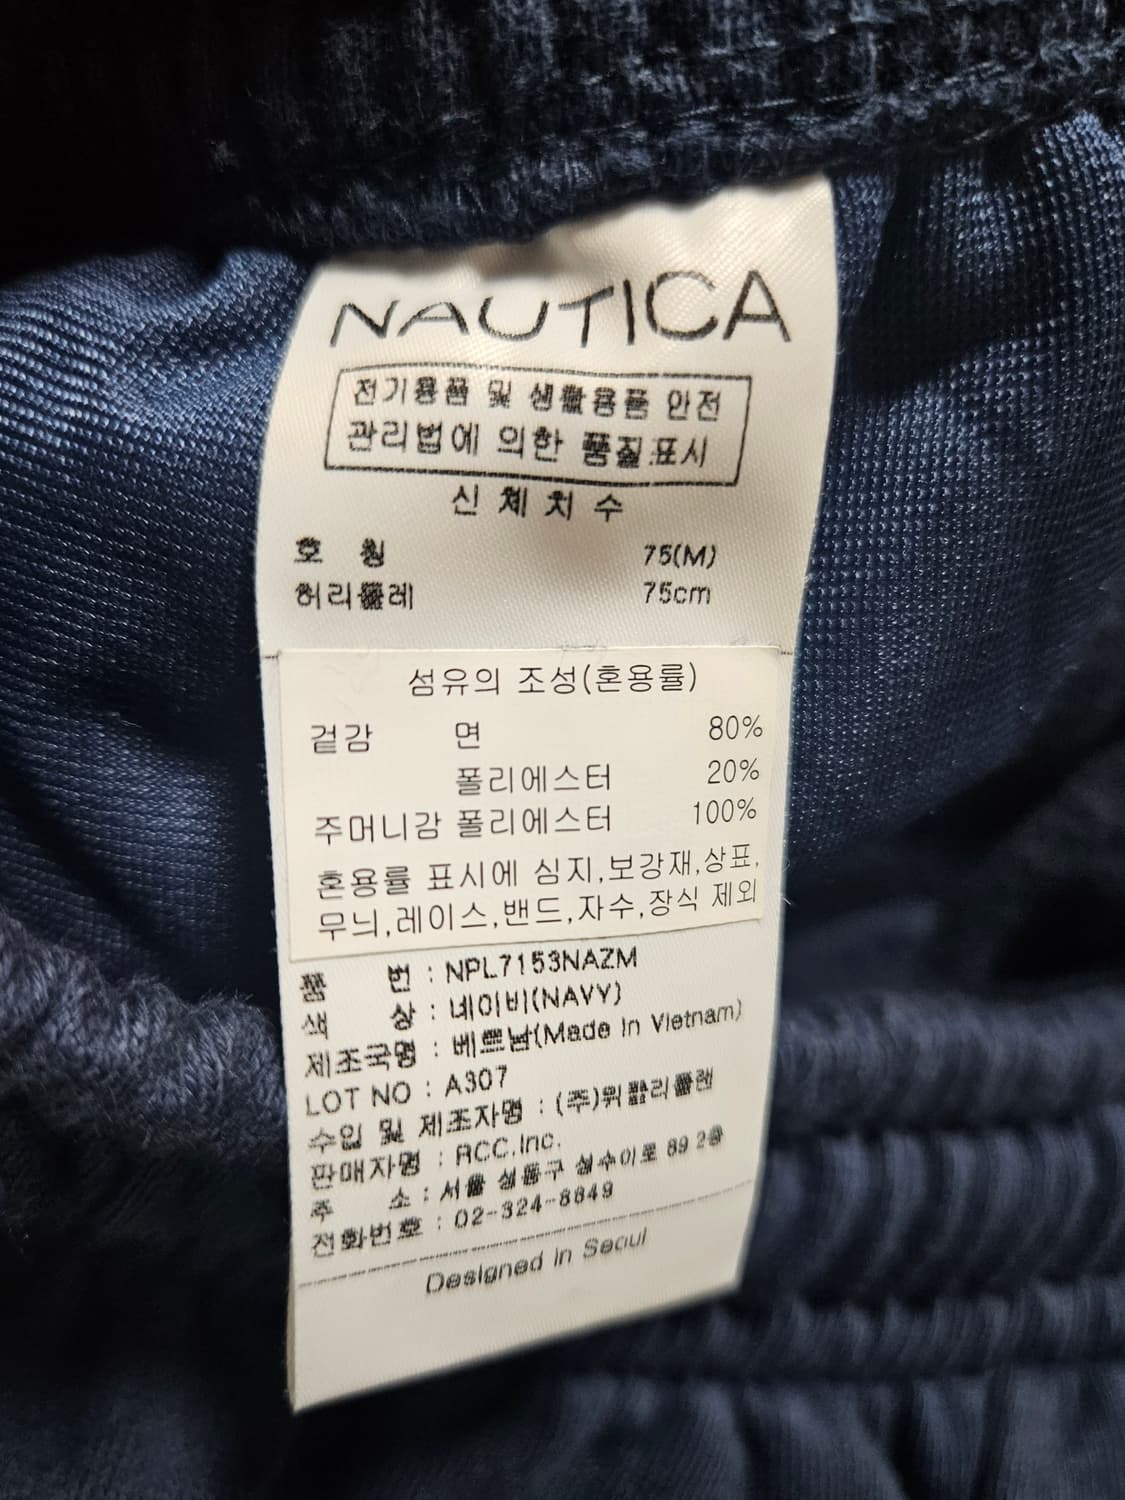 NAUTICA
전기용품 및 생활용품 안전
관리법에 의한 품질표시
신체치수
호 칭 75(M)
허리둘레 75cm
섬유의 조성(혼용률)
겉감 면 80%
폴리에스터 20%
주머니감 폴리에스터 100%
혼용률 표시에 심지,보강재,상표,
무늬,레이스,밴드,자수,장식 제외
품 번 : NPL7153NAZM
색 상 : 네이비(NAVY)
제조국명 : 베트남(Made In Vietnam)
LOT NO : A307
수입 및 제조자명 : (주)위팔리플랜
판매자명 : RCC.Inc.
주 소 : 서울 성동구 성수이로 89 2층
전화번호 : 02-324-8849
Designed in Seoul